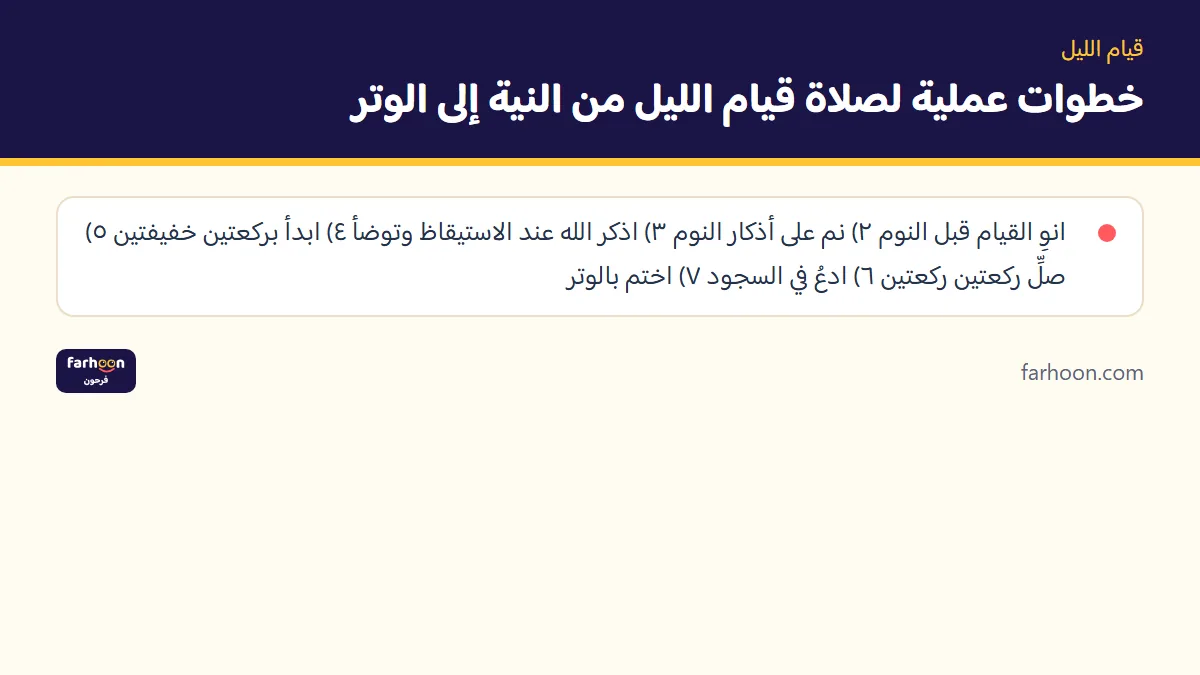 قيام الليل
خطوات عملية لصلاة قيام الليل من النية إلى الوتر
انوِ القيام قبل النوم ٢) نم على أذكار النوم ٣) اذكر الله عند الاستيقاظ وتوضأ ٤) ابدأ بركعتين خفيفتين ٥)
صلِّ ركعتين ركعتين ٦) ادعُ في السجود ٧) اختم بالوتر
farhoon.com
farhoon
فرحون